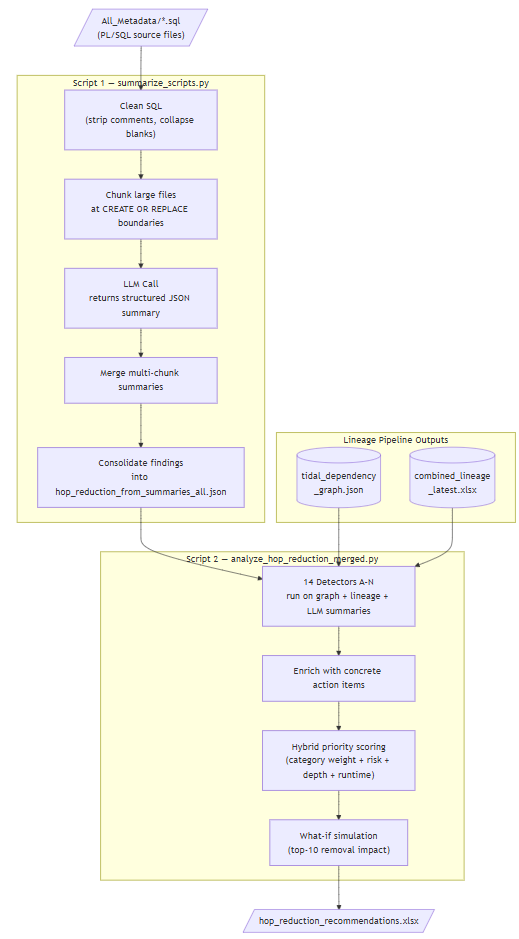 All_Metadata/*.sql
(PL/SQL source files)
Script 1 — summarize_scripts.py
Clean SQL
(strip comments, collapse
blanks)
Chunk large files
at CREATE OR REPLACE
boundaries
LLM Call
returns structured JSON
summary
Merge multi-chunk
summaries
Consolidate findings
into
hop_reduction_from_summaries_all.json
Lineage Pipeline Outputs
tidal_dependency
_graph.json
combined_lineage
_latest.xlsx
Script 2 — analyze_hop_reduction_merged.py
14 Detectors A-N
run on graph + lineage +
LLM summaries
Enrich with concrete
action items
Hybrid priority scoring
(category weight + risk +
depth + runtime)
What-if simulation
(top-10 removal impact)
hop_reduction_recommendations.xlsx